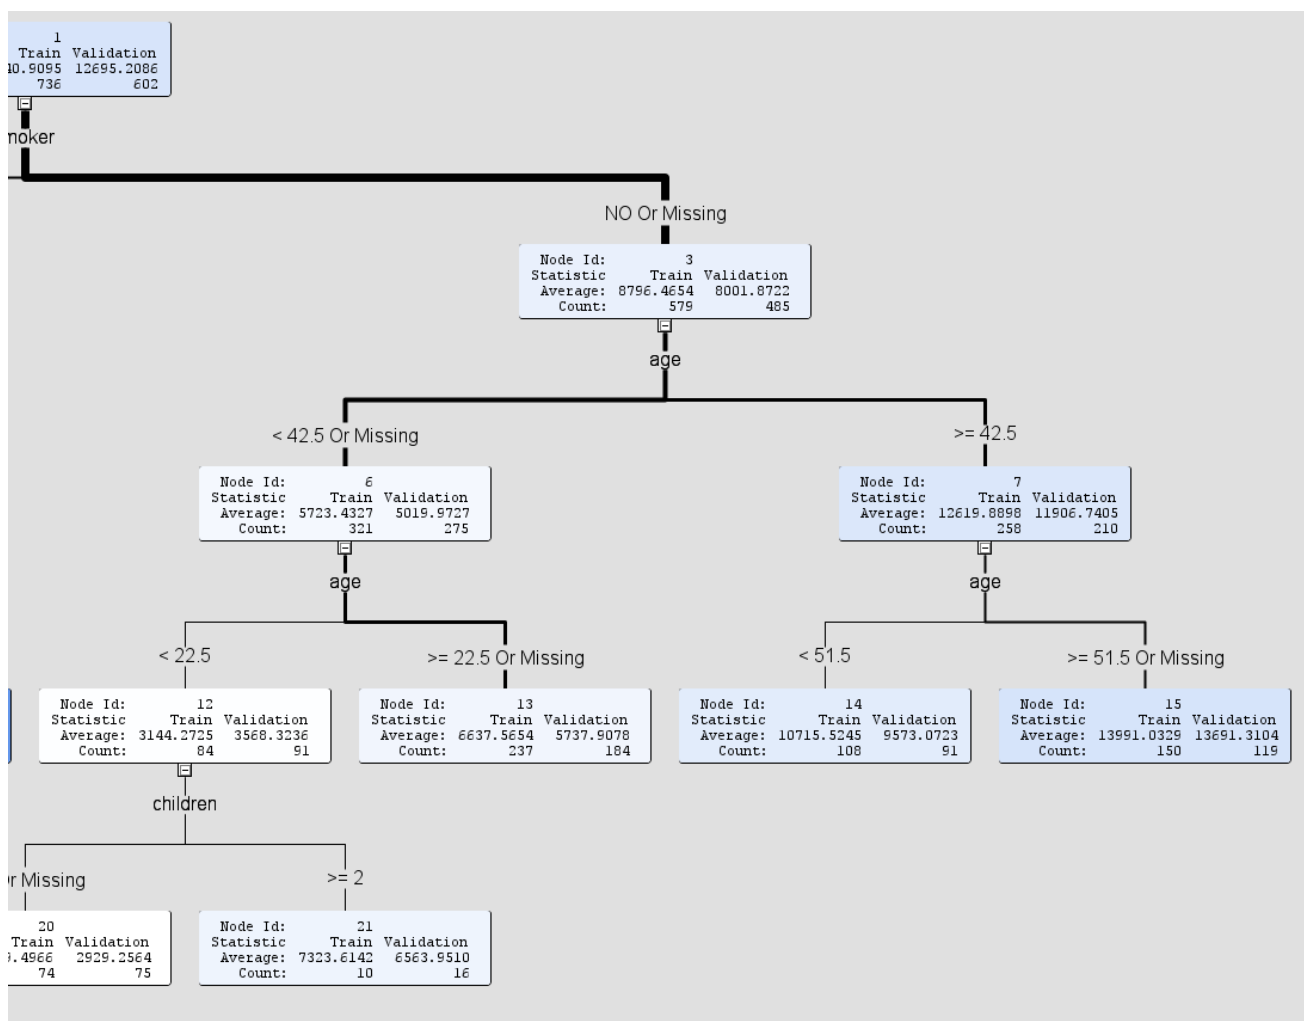 1
Train Validation
40.9095 12695.2086
736 602
moker
NO Or Missing
Node Id: 3
Statistic Train Validation
Average: 8796.4654 8001.8722
Count: 579 485
age
< 42.5 Or Missing
>= 42.5
Node Id: 6
Statistic Train Validation
Average: 5723.4327 5019.9727
Count: 321 275
Node Id: 7
Statistic Train Validation
Average: 12619.8898 11906.7405
Count: 258 210
age
age
< 22.5
>= 22.5 Or Missing
< 51.5
>= 51.5 Or Missing
Node Id: 12
Statistic Train Validation
Average: 3144.2725 3568.3236
Count: 84 91
Node Id: 13
Statistic Train Validation
Average: 6637.5654 5737.9078
Count: 237 184
Node Id: 14
Statistic Train Validation
Average: 10715.5245 9573.0723
Count: 108 91
Node Id: 15
Statistic Train Validation
Average: 13991.0329 13691.3104
Count: 150 119
children
r Missing
>= 2
20
Train Validation
.4966 2929.2564
74 75
Node Id: 21
Statistic Train Validation
Average: 7323.6142 6563.9510
Count: 10 16